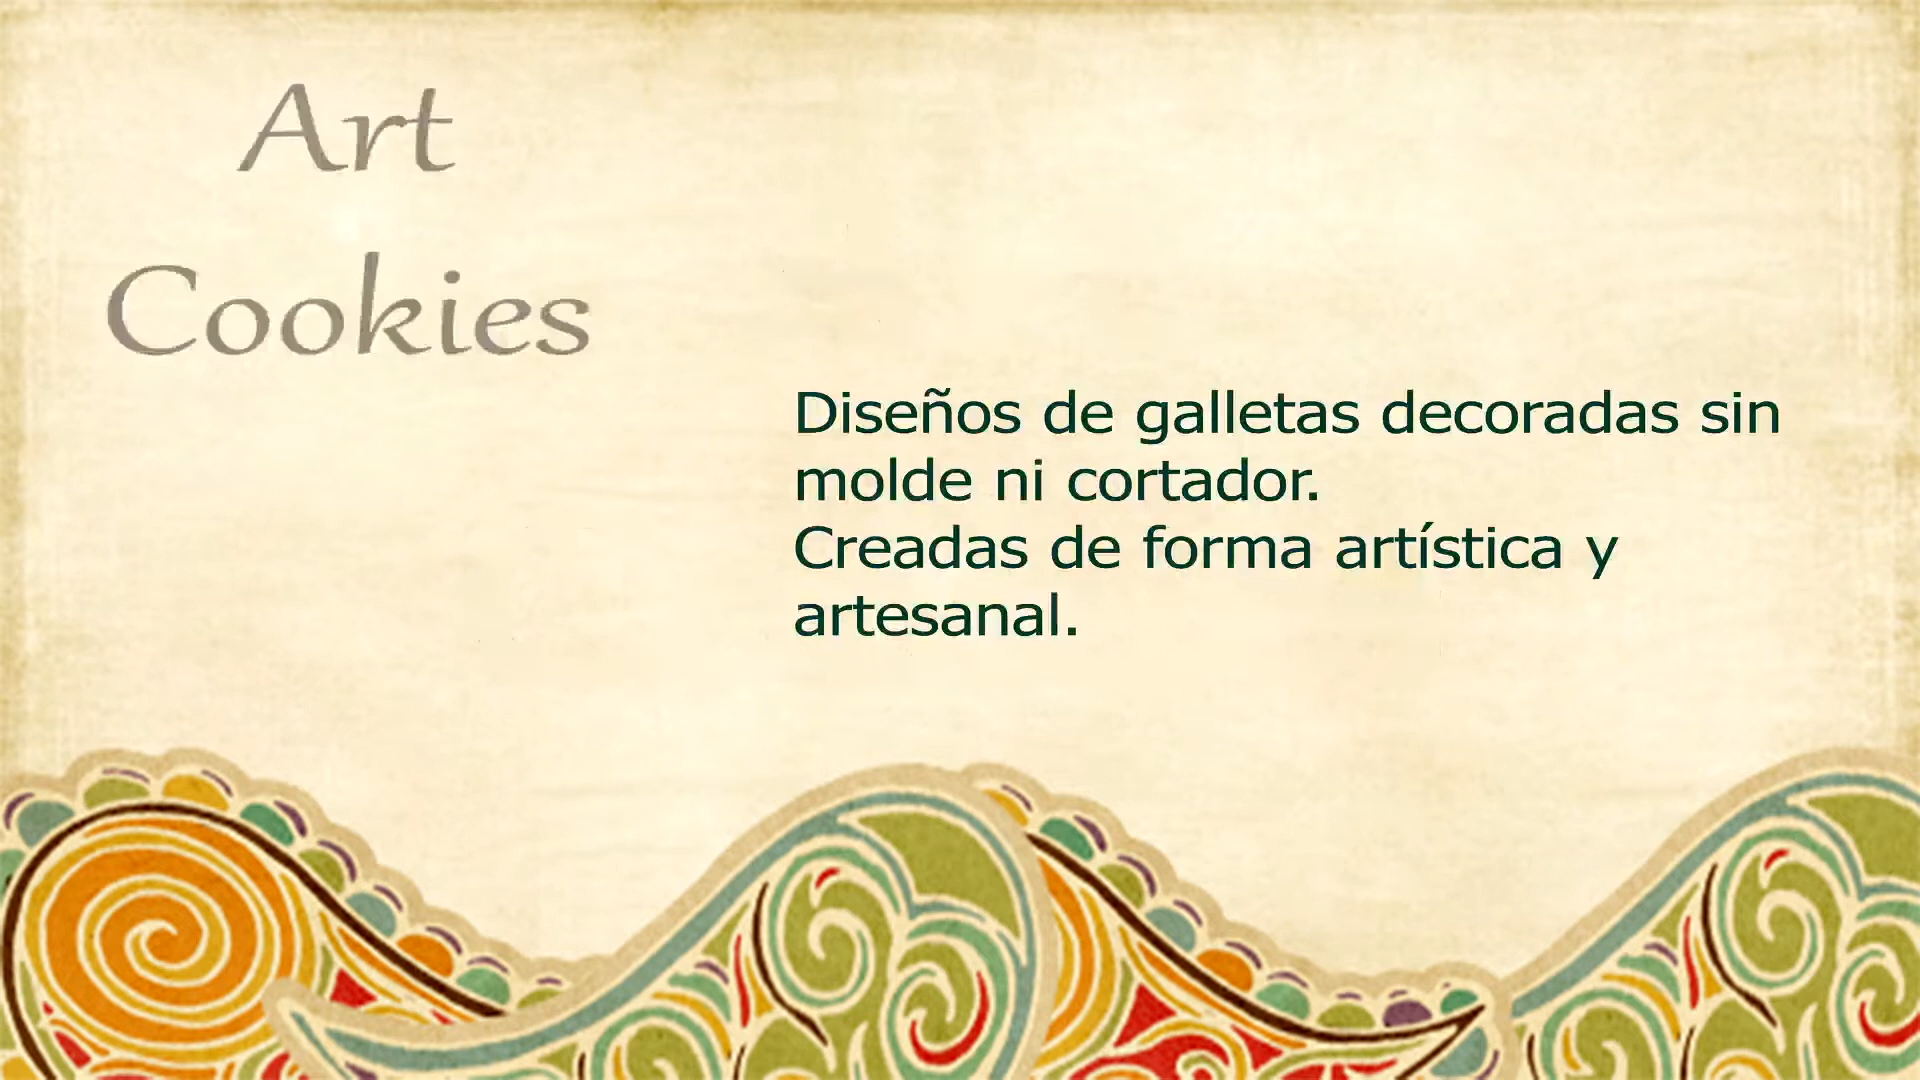 Art
Cookies
Diseños de galletas decoradas sin
molde ni cortador.
Creadas de forma artística y
artesanal.